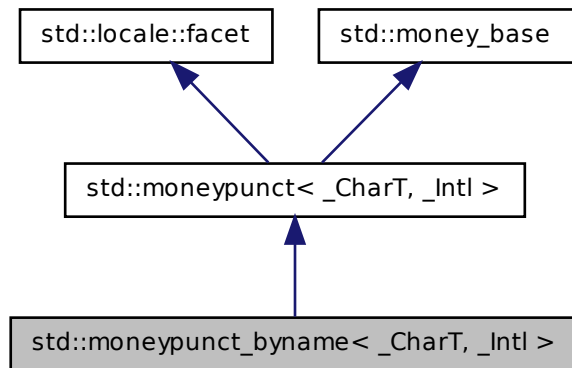 std::locale::facet
std::money_base
std::moneypunct< _CharT, _Intl >
std::moneypunct_byname< _CharT, _Intl >